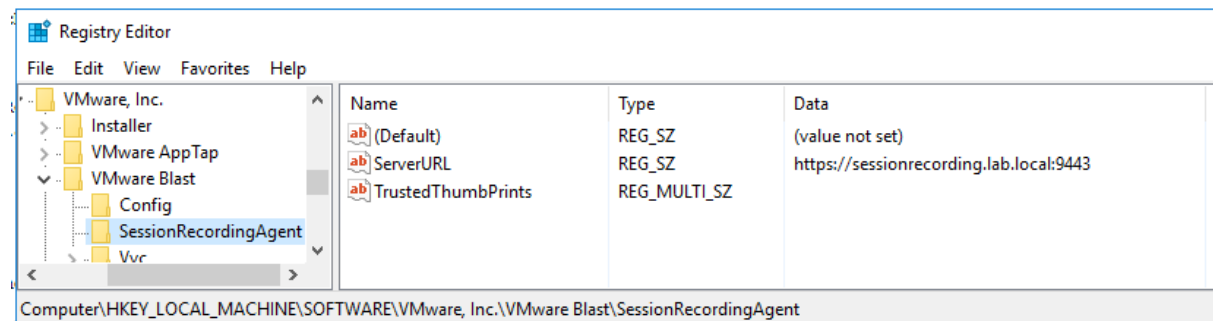 Registry Editor
File Edit View Favorites Help
VMware, Inc.
Installer
VMware AppTap
VMware Blast
Config
SessionRecordingAgent
Vvc
Name Type Data
(Default) REG_SZ (value not set)
ServerURL REG_SZ https://sessionrecording.lab.local:9443
TrustedThumbPrints REG_MULTI_SZ
Computer\HKEY_LOCAL_MACHINE\SOFTWARE\VMware, Inc.\VMware Blast\SessionRecordingAgent